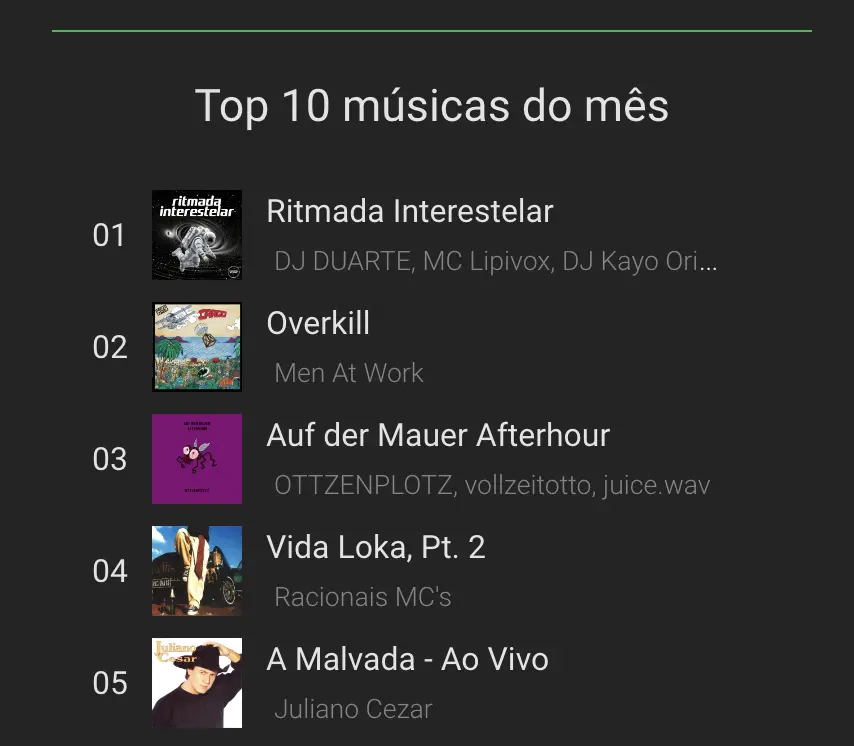 Top 10 músicas do mês
01
ritmada
interestelar
Ritmada Interestelar
DJ DUARTE, MC Lipivox, DJ Kayo Ori...
02
Overkill
Men At Work
03
Auf der Mauer Afterhour
OTTZENPLOTZ, vollzeitotto, juice.wav
04
Vida Loka, Pt. 2
Racionais MC's
05
Juliano
Cesar
A Malvada - Ao Vivo
Juliano Cezar